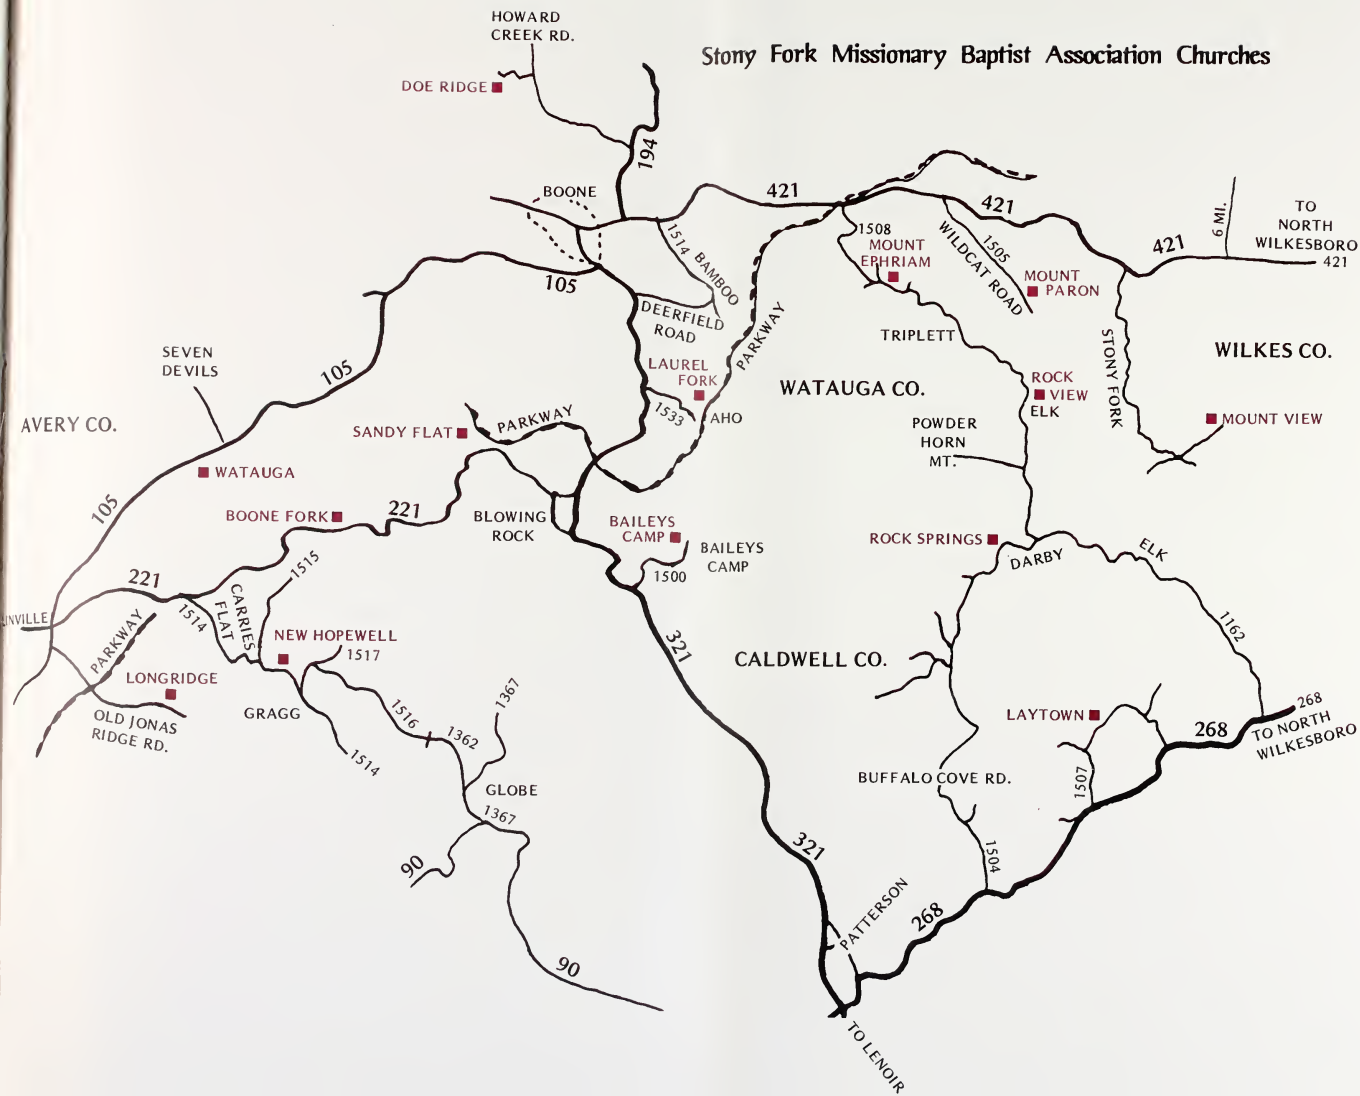 HOWARD
CREEK RD.
Stony Fork Missionary Baptist Association Churches
DOE RIDGE
194
BOONE
421
421
421
6 MI.
TO
NORTH
WILKESBORO
421
1514
BAMBOO
1508
MOUNT
EPHRIAM
WILDCAT ROAD
1505
MOUNT
PARON
105
DEERFIELD
ROAD
PARKWAY
TRIPLETT
STONY FORK
WILKES CO.
SEVEN
DEVILS
105
LAUREL
FORK
1533
AHO
WATAUGA CO.
ROCK
VIEW
ELK
AVERY CO.
SANDY FLAT
PARKWAY
POWDER
HORN
MT.
MOUNT VIEW
WATAUGA
105
BOONE FORK
221
BLOWING
ROCK
BAILEYS
CAMP
BAILEYS
CAMP
1500
ROCK SPRINGS
DARBY
ELK
221
1515
1514
CARRIES
FLAT
INVILLE
PARKWAY
NEW HOPEWELL
1517
321
CALDWELL CO.
1162
LONGRIDGE
OLD JONAS
RIDGE RD.
GRAGG
1516
1362
1367
1514
LAYTOWN
268
268
TO NORTH
WILKESBORO
GLOBE
1367
BUFFALO COVE RD.
1507
90
321
1504
PATTERSON
268
90
TO LENOIR